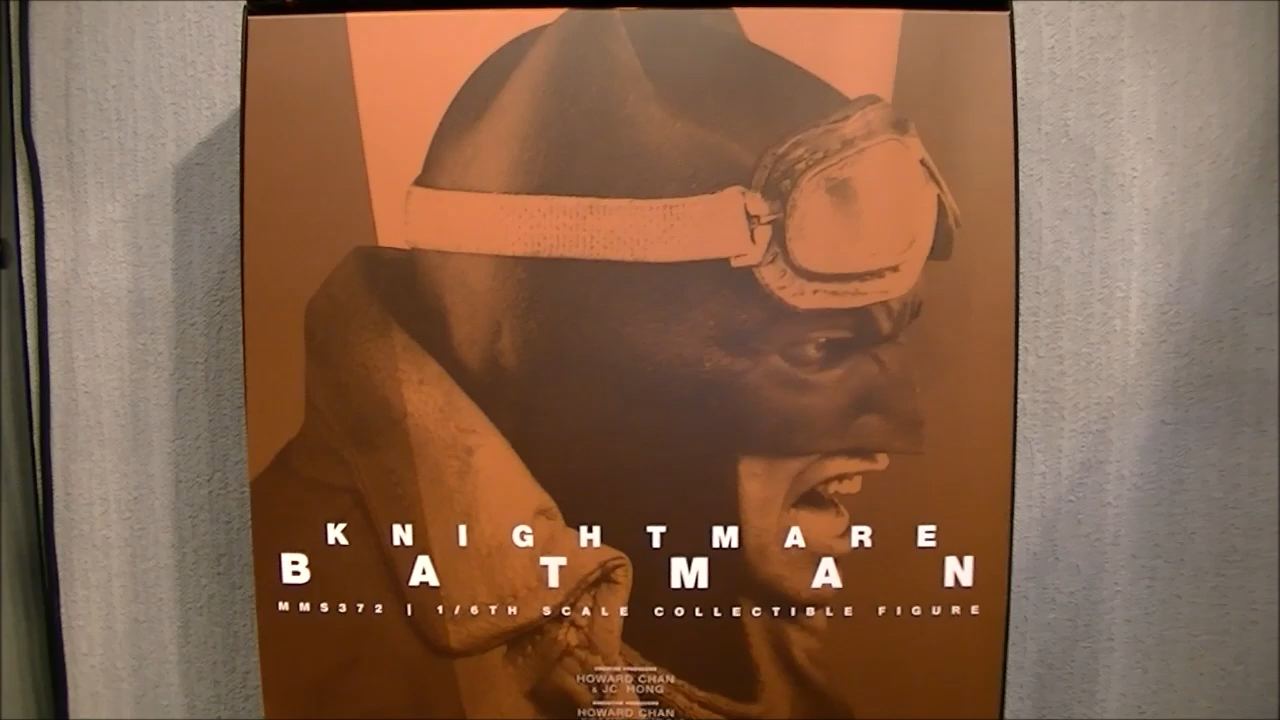 KNIGHTMARE
BATMAN
MMS372 | 1/6TH SCALE COLLECTIBLE FIGURE
HOWARD CHAN
& JC. HONG
HOWARD CHAN